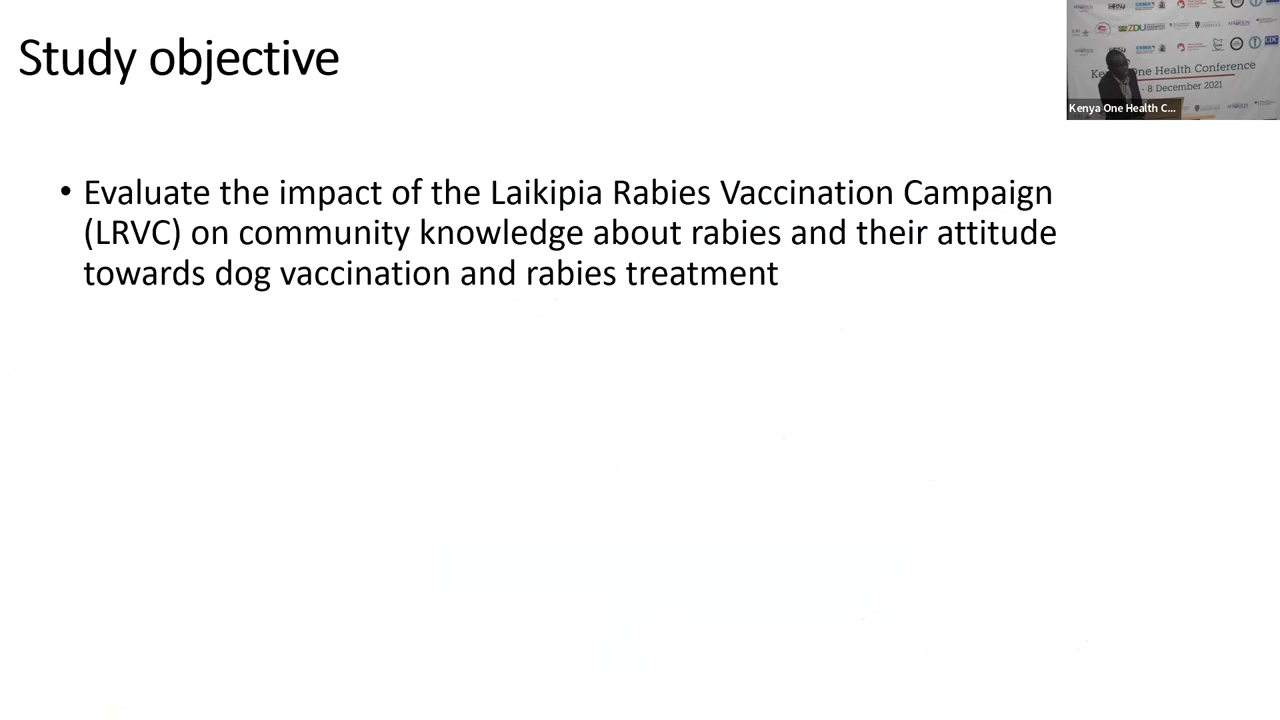 Study objective
• Evaluate the impact of the Laikipia Rabies Vaccination Campaign
(LRVC) on community knowledge about rabies and their attitude
towards dog vaccination and rabies treatment
One Health Conference
8 December 2021
Kenya One Health C...